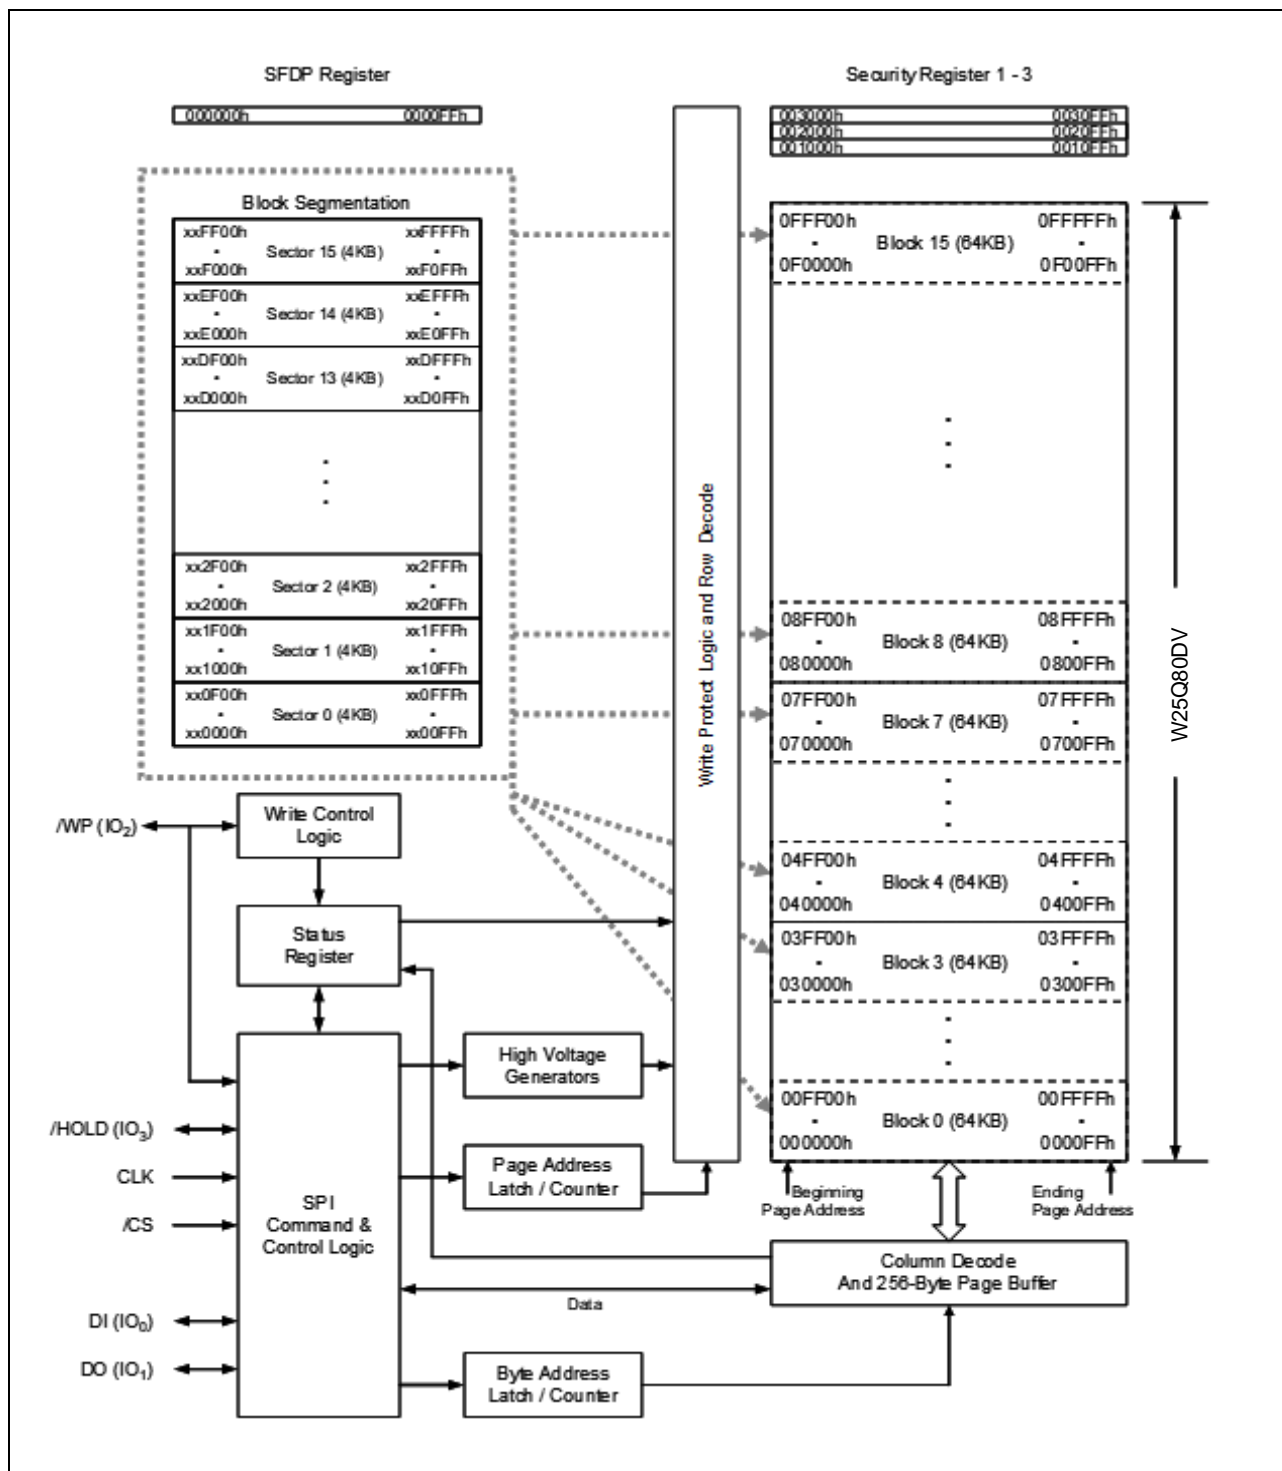 SFDP Register
000000h 0000FFh
Security Register 1 - 3
003000h 0030FFh
002000h 0020FFh
001000h 0010FFh
Block Segmentation
xxFF00h xxFFFFh
- Sector 15 (4KB) -
xxF000h xxF0FFh
xxEF00h xxEFFFh
- Sector 14 (4KB) -
xxE000h xxE0FFh
xxDF00h xxDFFFh
- Sector 13 (4KB) -
xxD000h xxD0FFh
xx2F00h xx2FFFh
- Sector 2 (4KB) -
xx2000h xx20FFh
xx1F00h xx1FFFh
- Sector 1 (4KB) -
xx1000h xx10FFh
xx0F00h xx0FFFh
- Sector 0 (4KB) -
xx0000h xx00FFh
Write Protect Logic and Row Decode
0FFF00h 0FFFFFh
- Block 15 (64KB) -
0F0000h 0F00FFh
08FF00h 08FFFFh
- Block 8 (64KB) -
080000h 0800FFh
07FF00h 07FFFFh
- Block 7 (64KB) -
070000h 0700FFh
04FF00h 04FFFFh
- Block 4 (64KB) -
040000h 0400FFh
03FF00h 03FFFFh
- Block 3 (64KB) -
030000h 0300FFh
00FF00h 00FFFFh
- Block 0 (64KB) -
000000h 0000FFh
W25Q80DV
Beginning
Page Address
Ending
Page Address
/WP (IO2)
Write Control
Logic
Status
Register
High Voltage
Generators
/HOLD (IO3)
CLK
/CS
DI (IO0)
DO (IO1)
SPI
Command &
Control Logic
Page Address
Latch / Counter
Column Decode
And 256-Byte Page Buffer
Data
Byte Address
Latch / Counter